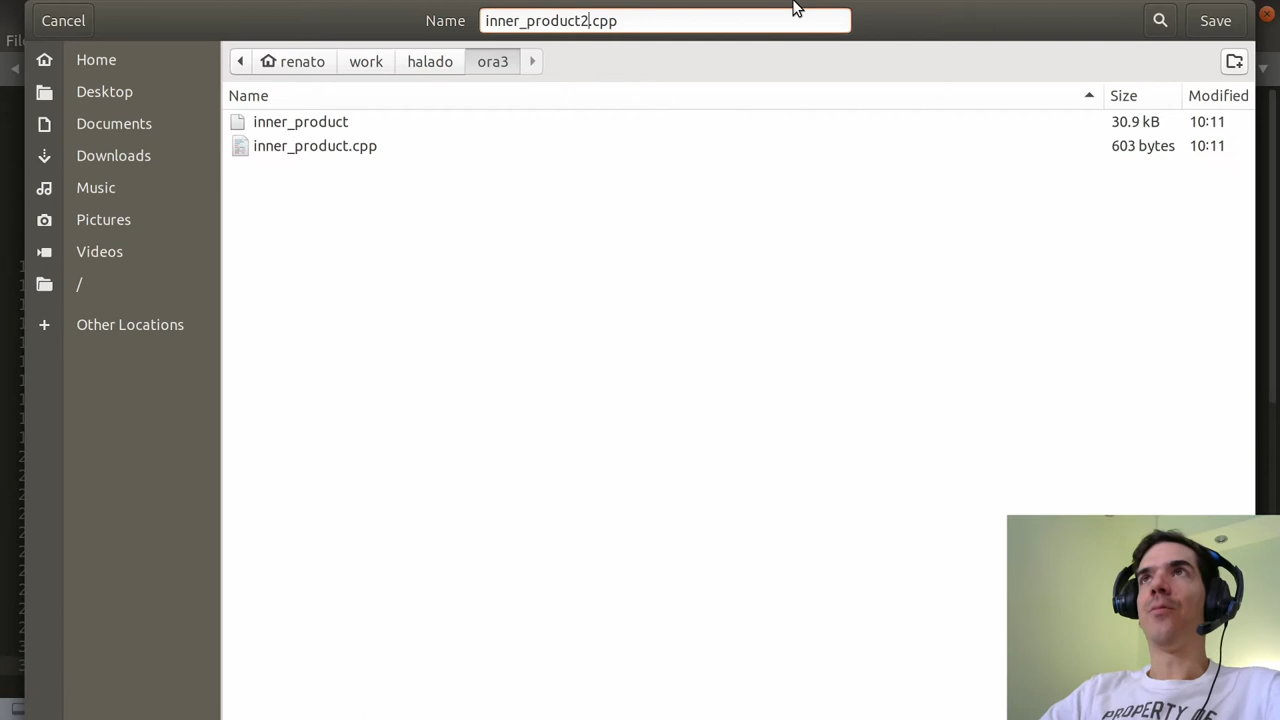 Cancel
Name
inner_product2.cpp
Save
File
Home
Desktop
Documents
Downloads
Music
Pictures
Videos
/
Other Locations
renato
work
halado
ora3
Name
Size
Modified
inner_product
30.9 kB
10:11
inner_product.cpp
603 bytes
10:11
PROPERTY OF